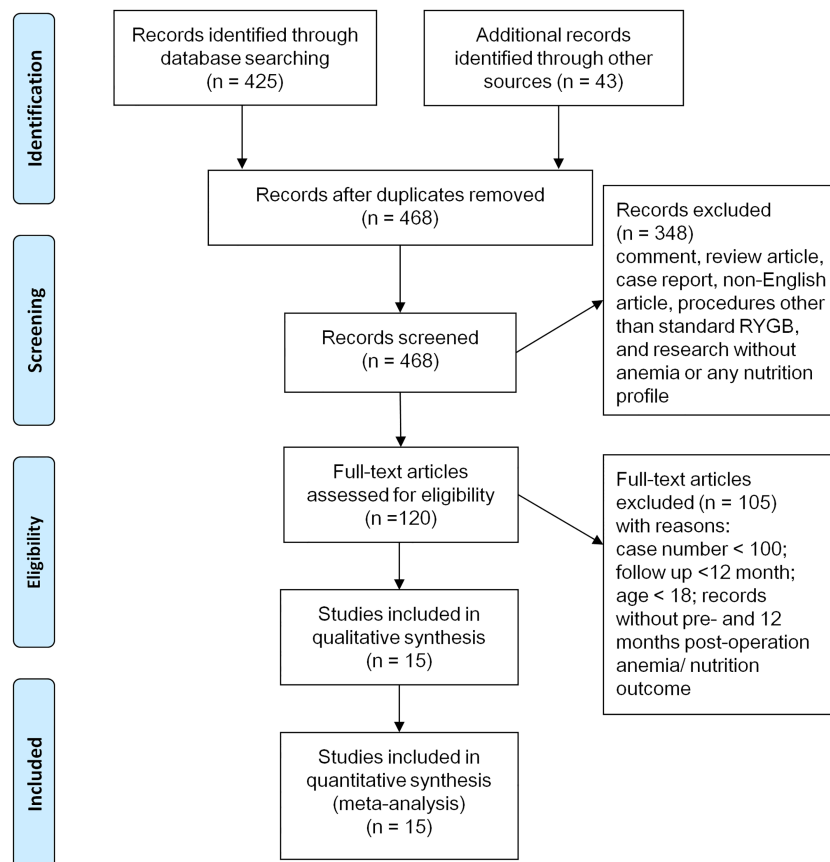 Identification
Records identified through
database searching
(n = 425)
Additional records
identified through other
sources (n = 43)
Records after duplicates removed
(n = 468)
Screening
Records screened
(n = 468)
Records excluded
(n = 348)
comment, review article,
case report, non-English
article, procedures other
than standard RYGB,
and research without
anemia or any nutrition
profile
Eligibility
Full-text articles
assessed for eligibility
(n =120)
Full-text articles
excluded (n = 105)
with reasons:
case number < 100;
follow up <12 month;
age < 18; records
without pre- and 12
months post-operation
anemia/ nutrition
outcome
Studies included in
qualitative synthesis
(n = 15)
Included
Studies included in
quantitative synthesis
(meta-analysis)
(n = 15)